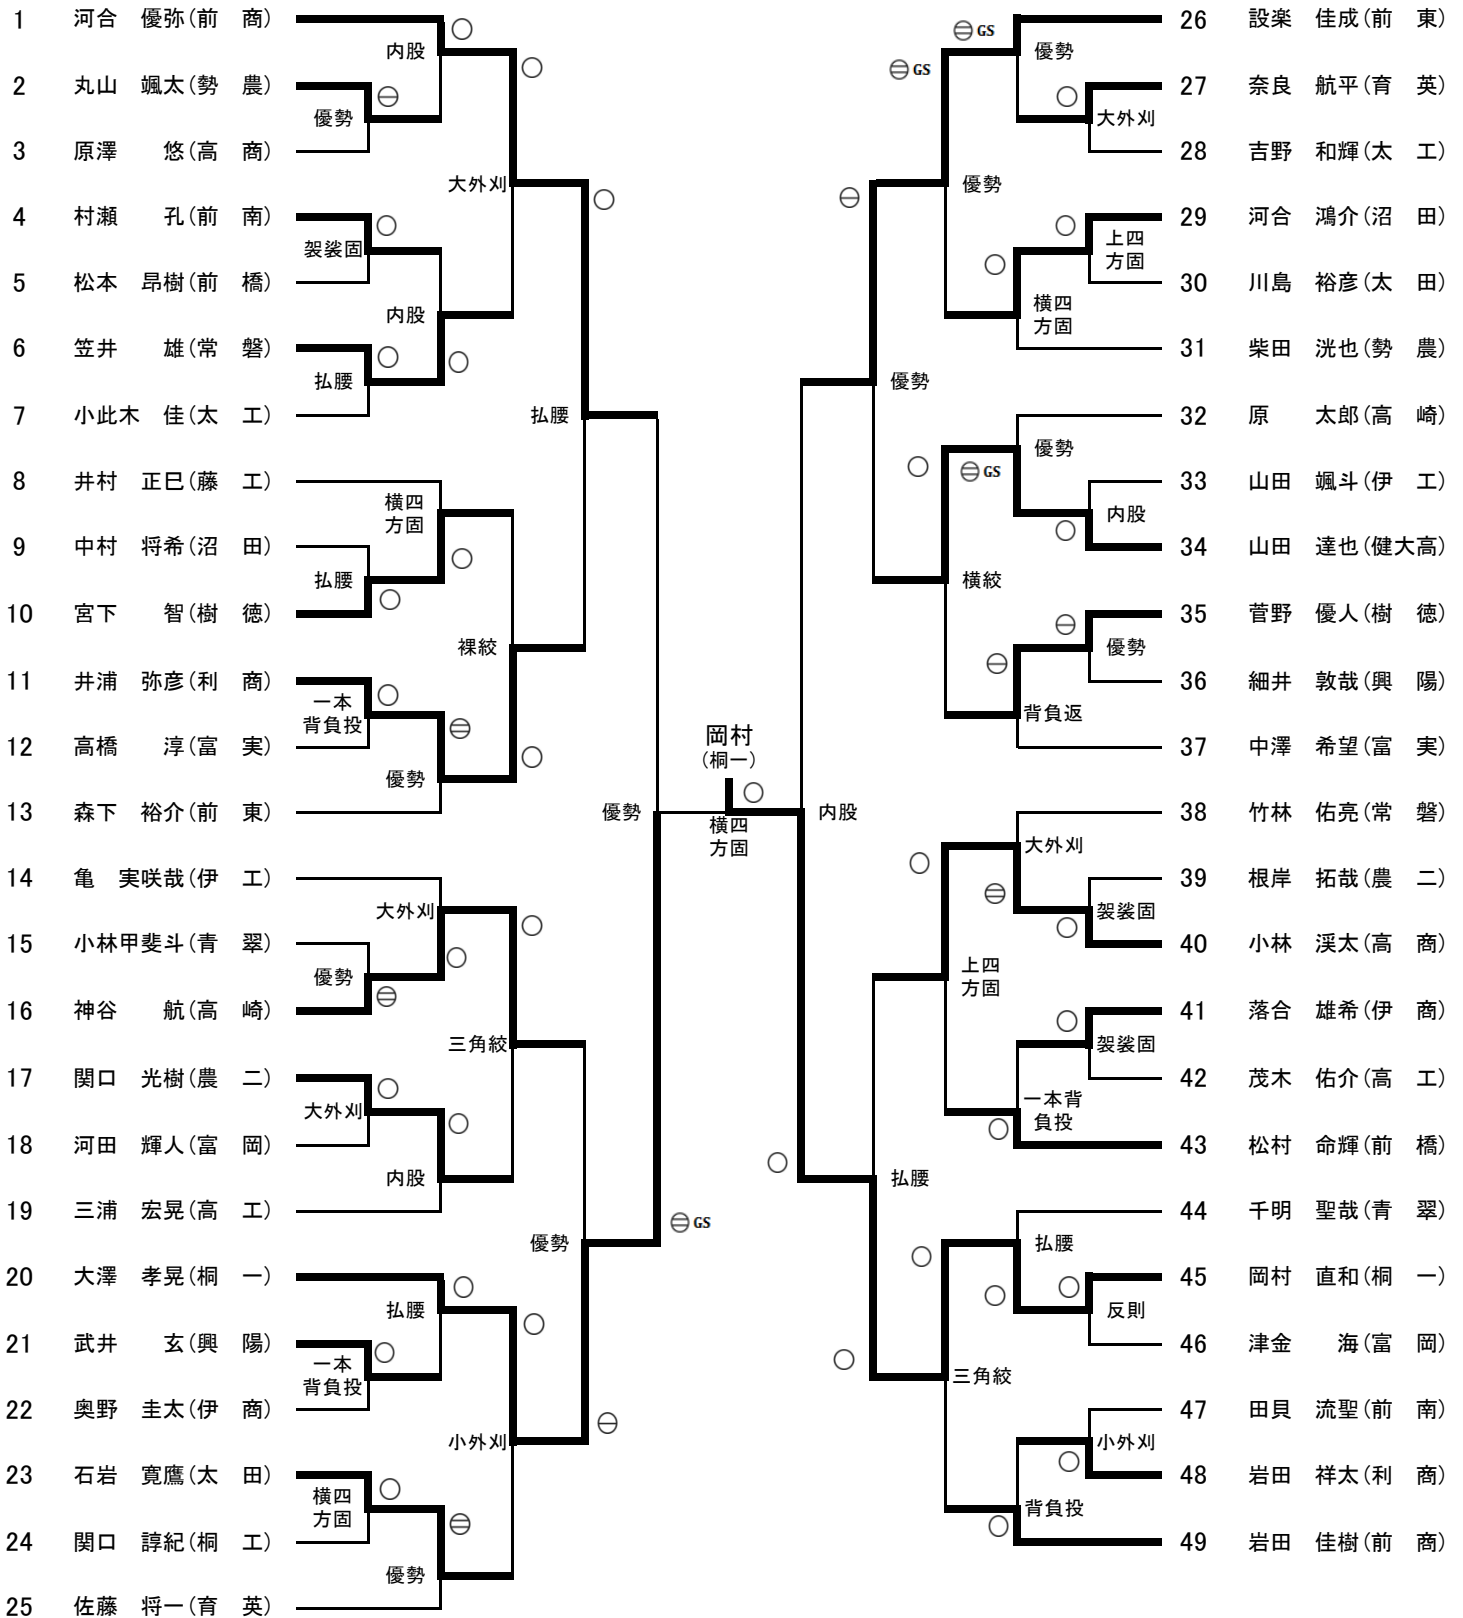 1 河合 優弥(前 商)
内股
2 丸山 颯太(勢 農)
優勢
3 原澤 悠(高 商)
大外刈
4 村瀬 孔(前 南)
袈裟固
5 松本 昂樹(前 橋)
内股
6 笠井 雄(常 磐)
払腰
7 小此木 佳(太 工)
払腰
8 井村 正巳(藤 工)
横四
方固
9 中村 将希(沼 田)
払腰
10 宮下 智(樹 徳)
裸絞
11 井浦 弥彦(利 商)
一本
背負投
12 高橋 淳(富 実)
優勢
13 森下 裕介(前 東)
優勢
14 亀 実咲哉(伊 工)
大外刈
15 小林甲斐斗(青 翠)
優勢
16 神谷 航(高 崎)
三角絞
17 関口 光樹(農 二)
大外刈
18 河田 輝人(富 岡)
内股
19 三浦 宏晃(高 工)
GS
優勢
20 大澤 孝晃(桐 一)
払腰
21 武井 玄(興 陽)
一本
背負投
22 奥野 圭太(伊 商)
小外刈
23 石岩 寛鷹(太 田)
横四
方固
24 関口 諄紀(桐 工)
優勢
25 佐藤 将一(育 英)
岡村
(桐一)
横四
方固
26 設楽 佳成(前 東)
GS
優勢
GS
27 奈良 航平(育 英)
大外刈
28 吉野 和輝(太 工)
優勢
29 河合 鴻介(沼 田)
上四
方固
30 川島 裕彦(太 田)
横四
方固
31 柴田 洸也(勢 農)
優勢
32 原 太郎(高 崎)
優勢
GS
33 山田 颯斗(伊 工)
内股
34 山田 達也(健大高)
横絞
35 菅野 優人(樹 徳)
優勢
36 細井 敦哉(興 陽)
背負返
37 中澤 希望(富 実)
内股
38 竹林 佑亮(常 磐)
大外刈
39 根岸 拓哉(農 二)
袈裟固
40 小林 渓太(高 商)
上四
方固
41 落合 雄希(伊 商)
袈裟固
42 茂木 佑介(高 工)
一本背
負投
43 松村 命輝(前 橋)
払腰
44 千明 聖哉(青 翠)
払腰
45 岡村 直和(桐 一)
反則
46 津金 海(富 岡)
三角絞
47 田貝 流聖(前 南)
小外刈
48 岩田 祥太(利 商)
背負投
49 岩田 佳樹(前 商)